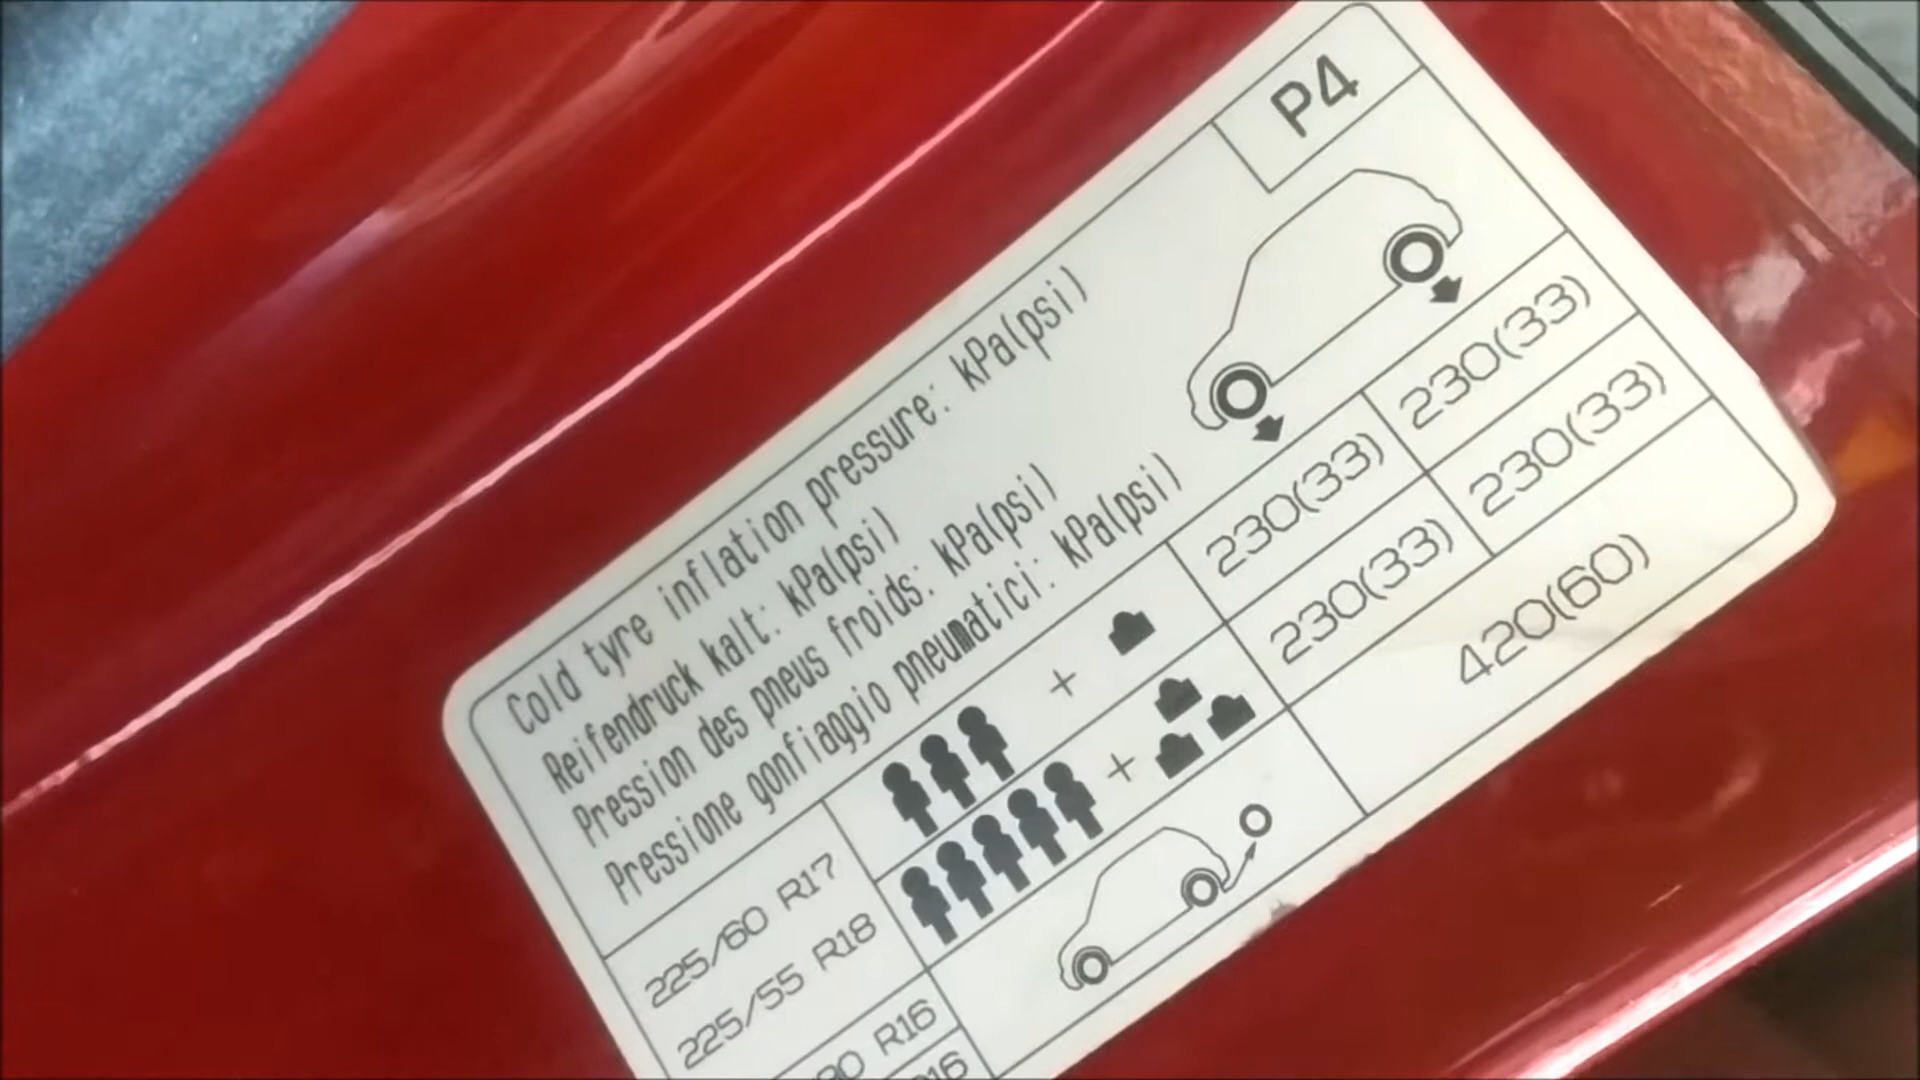 P4
Cold tyre inflation pressure: kPa(psi)
Reifendruck kalt: kPa(psi)
Pression des pneus froids: kPa(psi)
Pressione gonfiaggio pneumatici: kPa(psi)
225/60 R17
225/55 R18
+
230(33)
230(33)
+
230(33)
230(33)
R16
420(60)